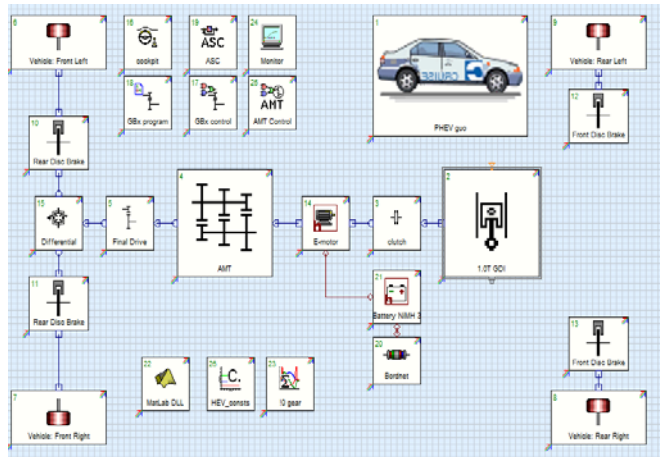 6
Vehicle: Front Left
16
cockpit
19
ASC
ASC
24
Monitor
1
CRUISE
PHEV guo
9
Vehicle: Rear Left
18
GBx program
17
GBx control
AMT
AMT Control
10
Rear Disc Brake
12
Front Disc Brake
15
Differential
5
Final Drive
4
AMT
14
E-motor
3
clutch
2
1.0T GDI
11
Rear Disc Brake
21
Battery NiMH 3
20
Bordnet
13
Front Disc Brake
22
MatLab DLL
C.
HEV_consts
23
10 gear
7
Vehicle: Front Right
8
Vehicle: Rear Right